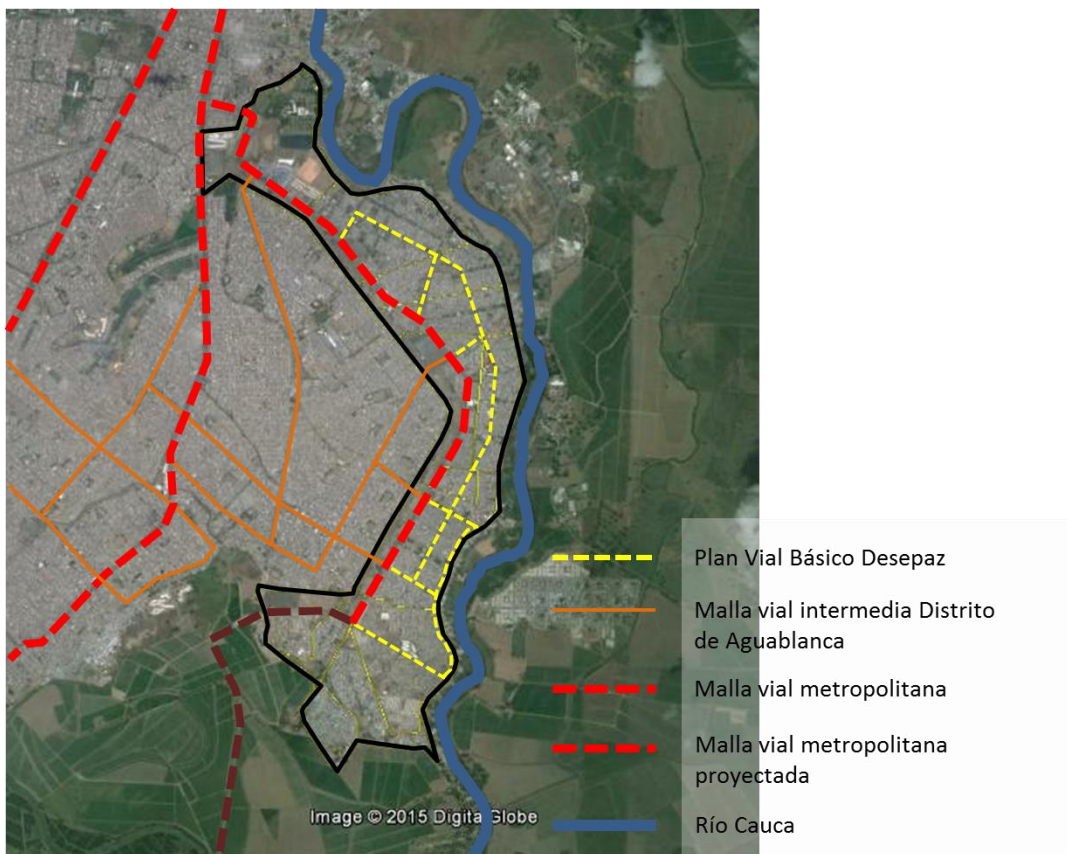 Plan Vial Básico Desepaz
Malla vial intermedia Distrito
de Aguablanca
Malla vial metropolitana
Malla vial metropolitana
proyectada
Image © 2015 DigitalGlobe
Río Cauca